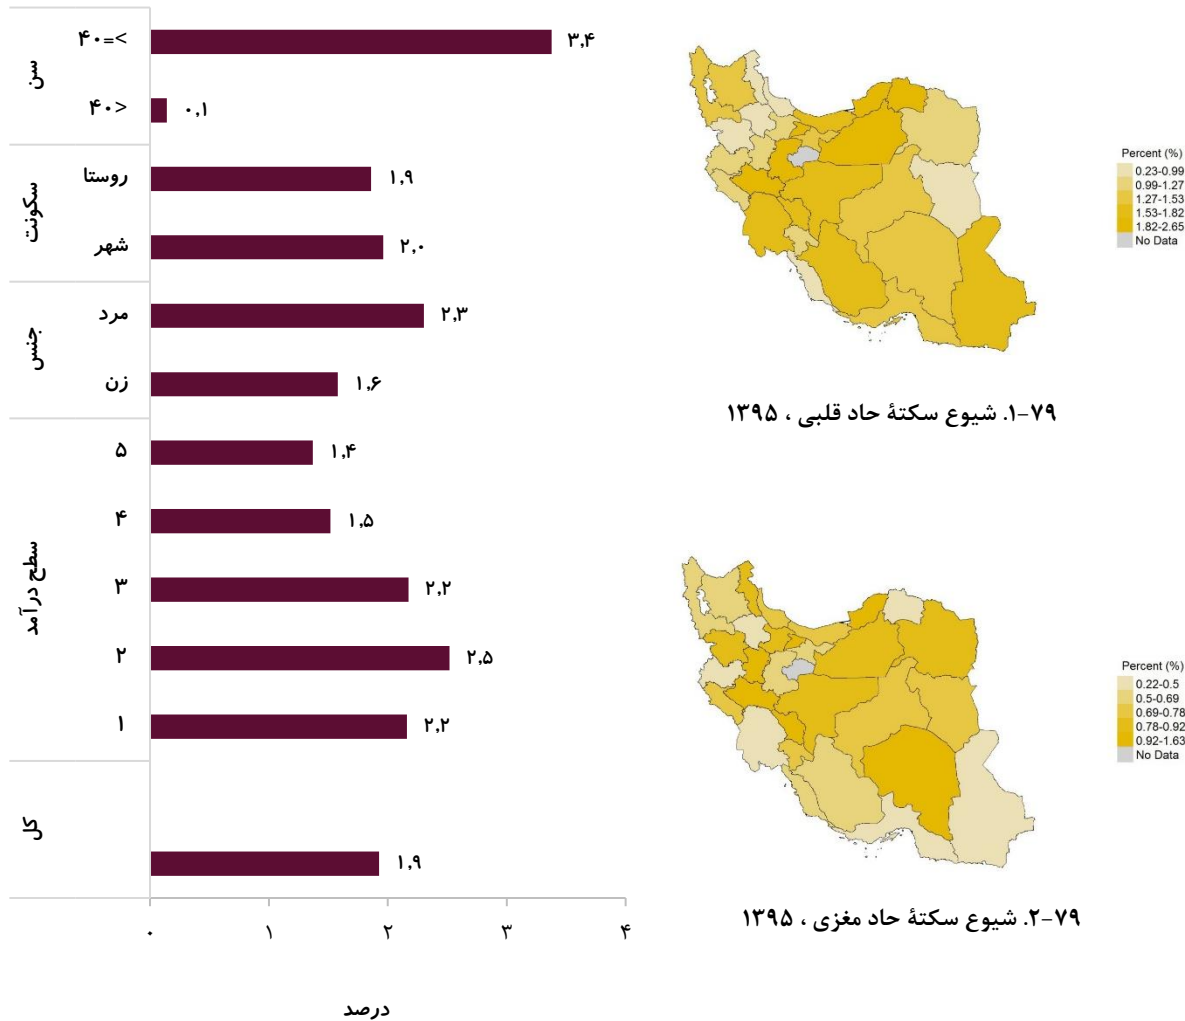 سن
۴۰=<
۳٫۴
۴۰>
۰٫۱
سکونت
روستا
۱٫۹
شهر
۲٫۰
جنس
مرد
۲٫۳
زن
۱٫۶
سطح درآمد
۵
۱٫۴
۴
۱٫۵
۳
۲٫۲
۲
۲٫۵
۱
۲٫۲
کل
۱٫۹
۰ ۱ ۲ ۳ ۴
درصد
Percent (%)
0.23-0.99
0.99-1.27
1.27-1.53
1.53-1.82
1.82-2.65
No Data
۱-۷۹. شیوع سکتۀ حاد قلبی ، ۱۳۹۵
Percent (%)
0.22-0.5
0.5-0.69
0.69-0.78
0.78-0.92
0.92-1.63
No Data
۲-۷۹. شیوع سکتۀ حاد مغزی ، ۱۳۹۵